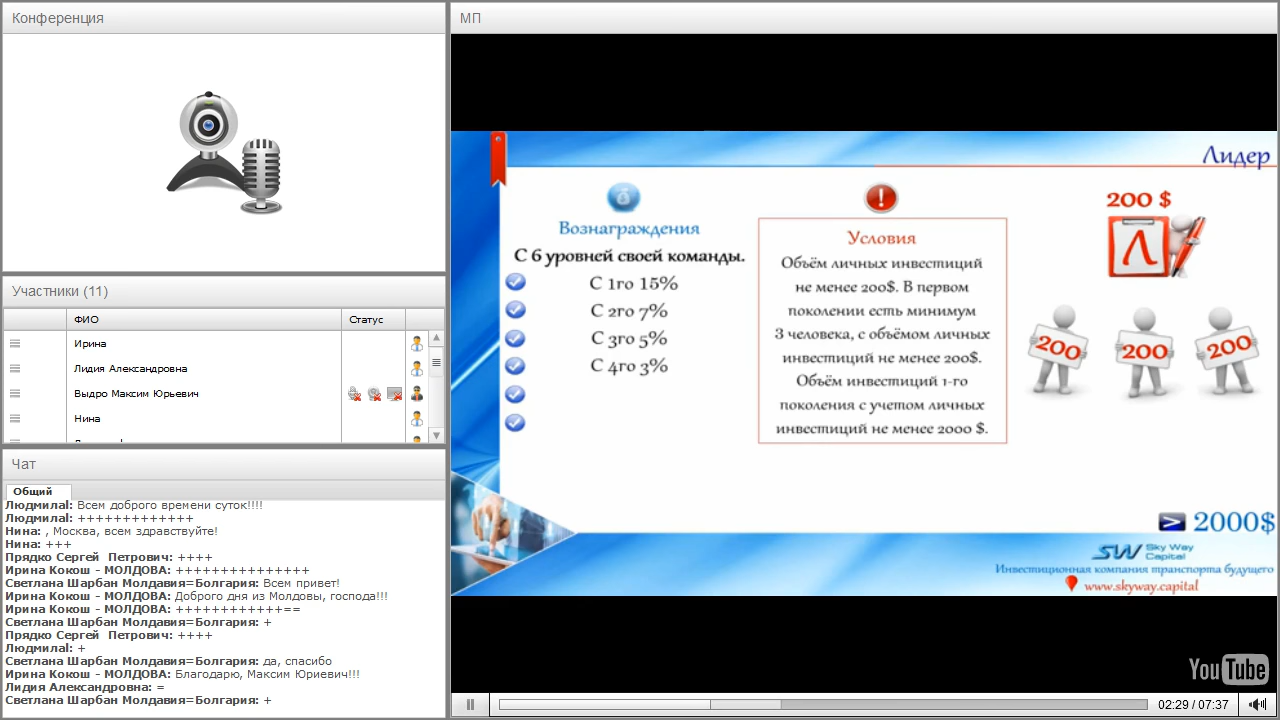 Конференция
Участники (11)
ФИО
Статус
Ирина
Лидия Александровна
Выдро Максим Юрьевич
Нина
Чат
Общий
Людмилаl: Всем доброго времени суток!!!!
Людмилаl: +++++++++++++
Нина: , Москва, всем здравствуйте!
Нина: +++
Прядко Сергей  Петрович: ++++
Ирина Кокош - МОЛДОВА: +++++++++++++++
Светлана Шарбан Молдавия=Болгария: Всем привет!
Ирина Кокош - МОЛДОВА: Доброго дня из Молдовы, господа!!!
Ирина Кокош - МОЛДОВА: ++++++++++++==
Светлана Шарбан Молдавия=Болгария: +
Прядко Сергей  Петрович: ++++
Людмилаl: +
Светлана Шарбан Молдавия=Болгария: да, спасибо
Ирина Кокош - МОЛДОВА: Благодарю, Максим Юриевич!!!
Лидия Александровна: =
Светлана Шарбан Молдавия=Болгария: +
МП
Лидер
Вознаграждения
С 6 уровней своей команды.
С 1го 15%
С 2го 7%
С 3го 5%
С 4го 3%
!
Условия
Объём личных инвестиций
не менее 200$. В первом
поколении есть минимум
3 человека, с объёмом личных
инвестиций не менее 200$.
Объём инвестиций 1-го
поколения с учетом личных
инвестиций не менее 2000 $.
200 $
Л
200
200
200
> 2000$
SW Sky Way
Capital
Инвестиционная компания транспорта будущего
www.skyway.capital
YouTube
02:29 / 07:37